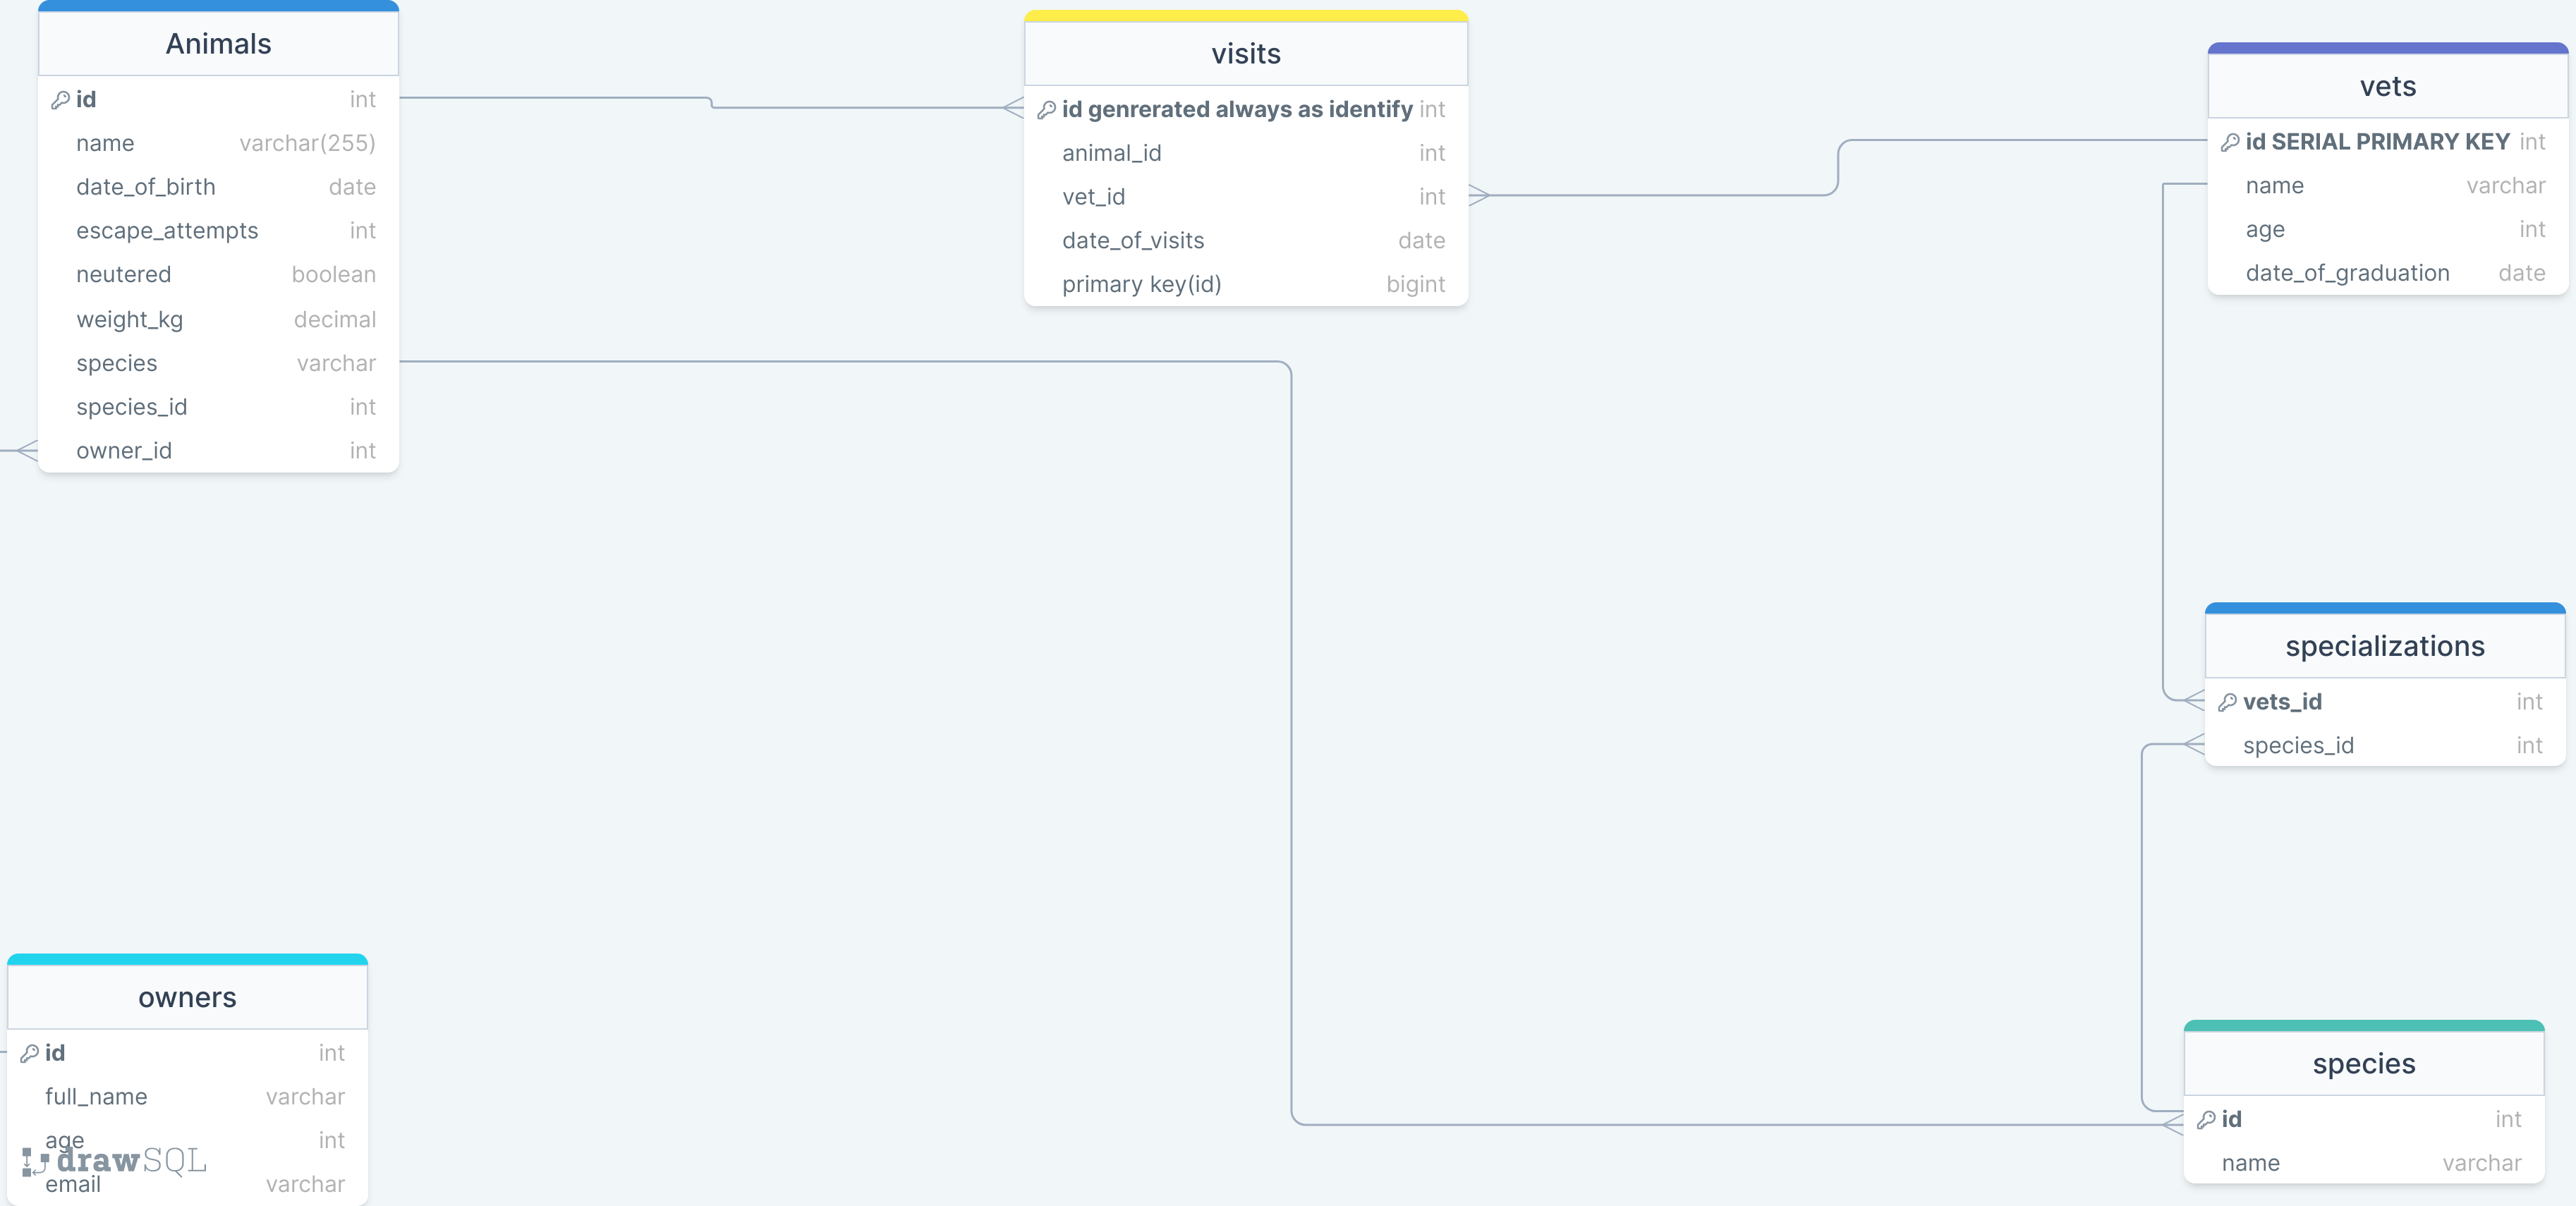 Animals
id int
name varchar(255)
date_of_birth date
escape_attempts int
neutered boolean
weight_kg decimal
species varchar
species_id int
owner_id int
visits
id genrerated always as identify int
animal_id int
vet_id int
date_of_visits date
primary key(id) bigint
vets
id SERIAL PRIMARY KEY int
name varchar
age int
date_of_graduation date
specializations
vets_id int
species_id int
owners
id int
full_name varchar
age int
drawSQL
email varchar
species
id int
name varchar